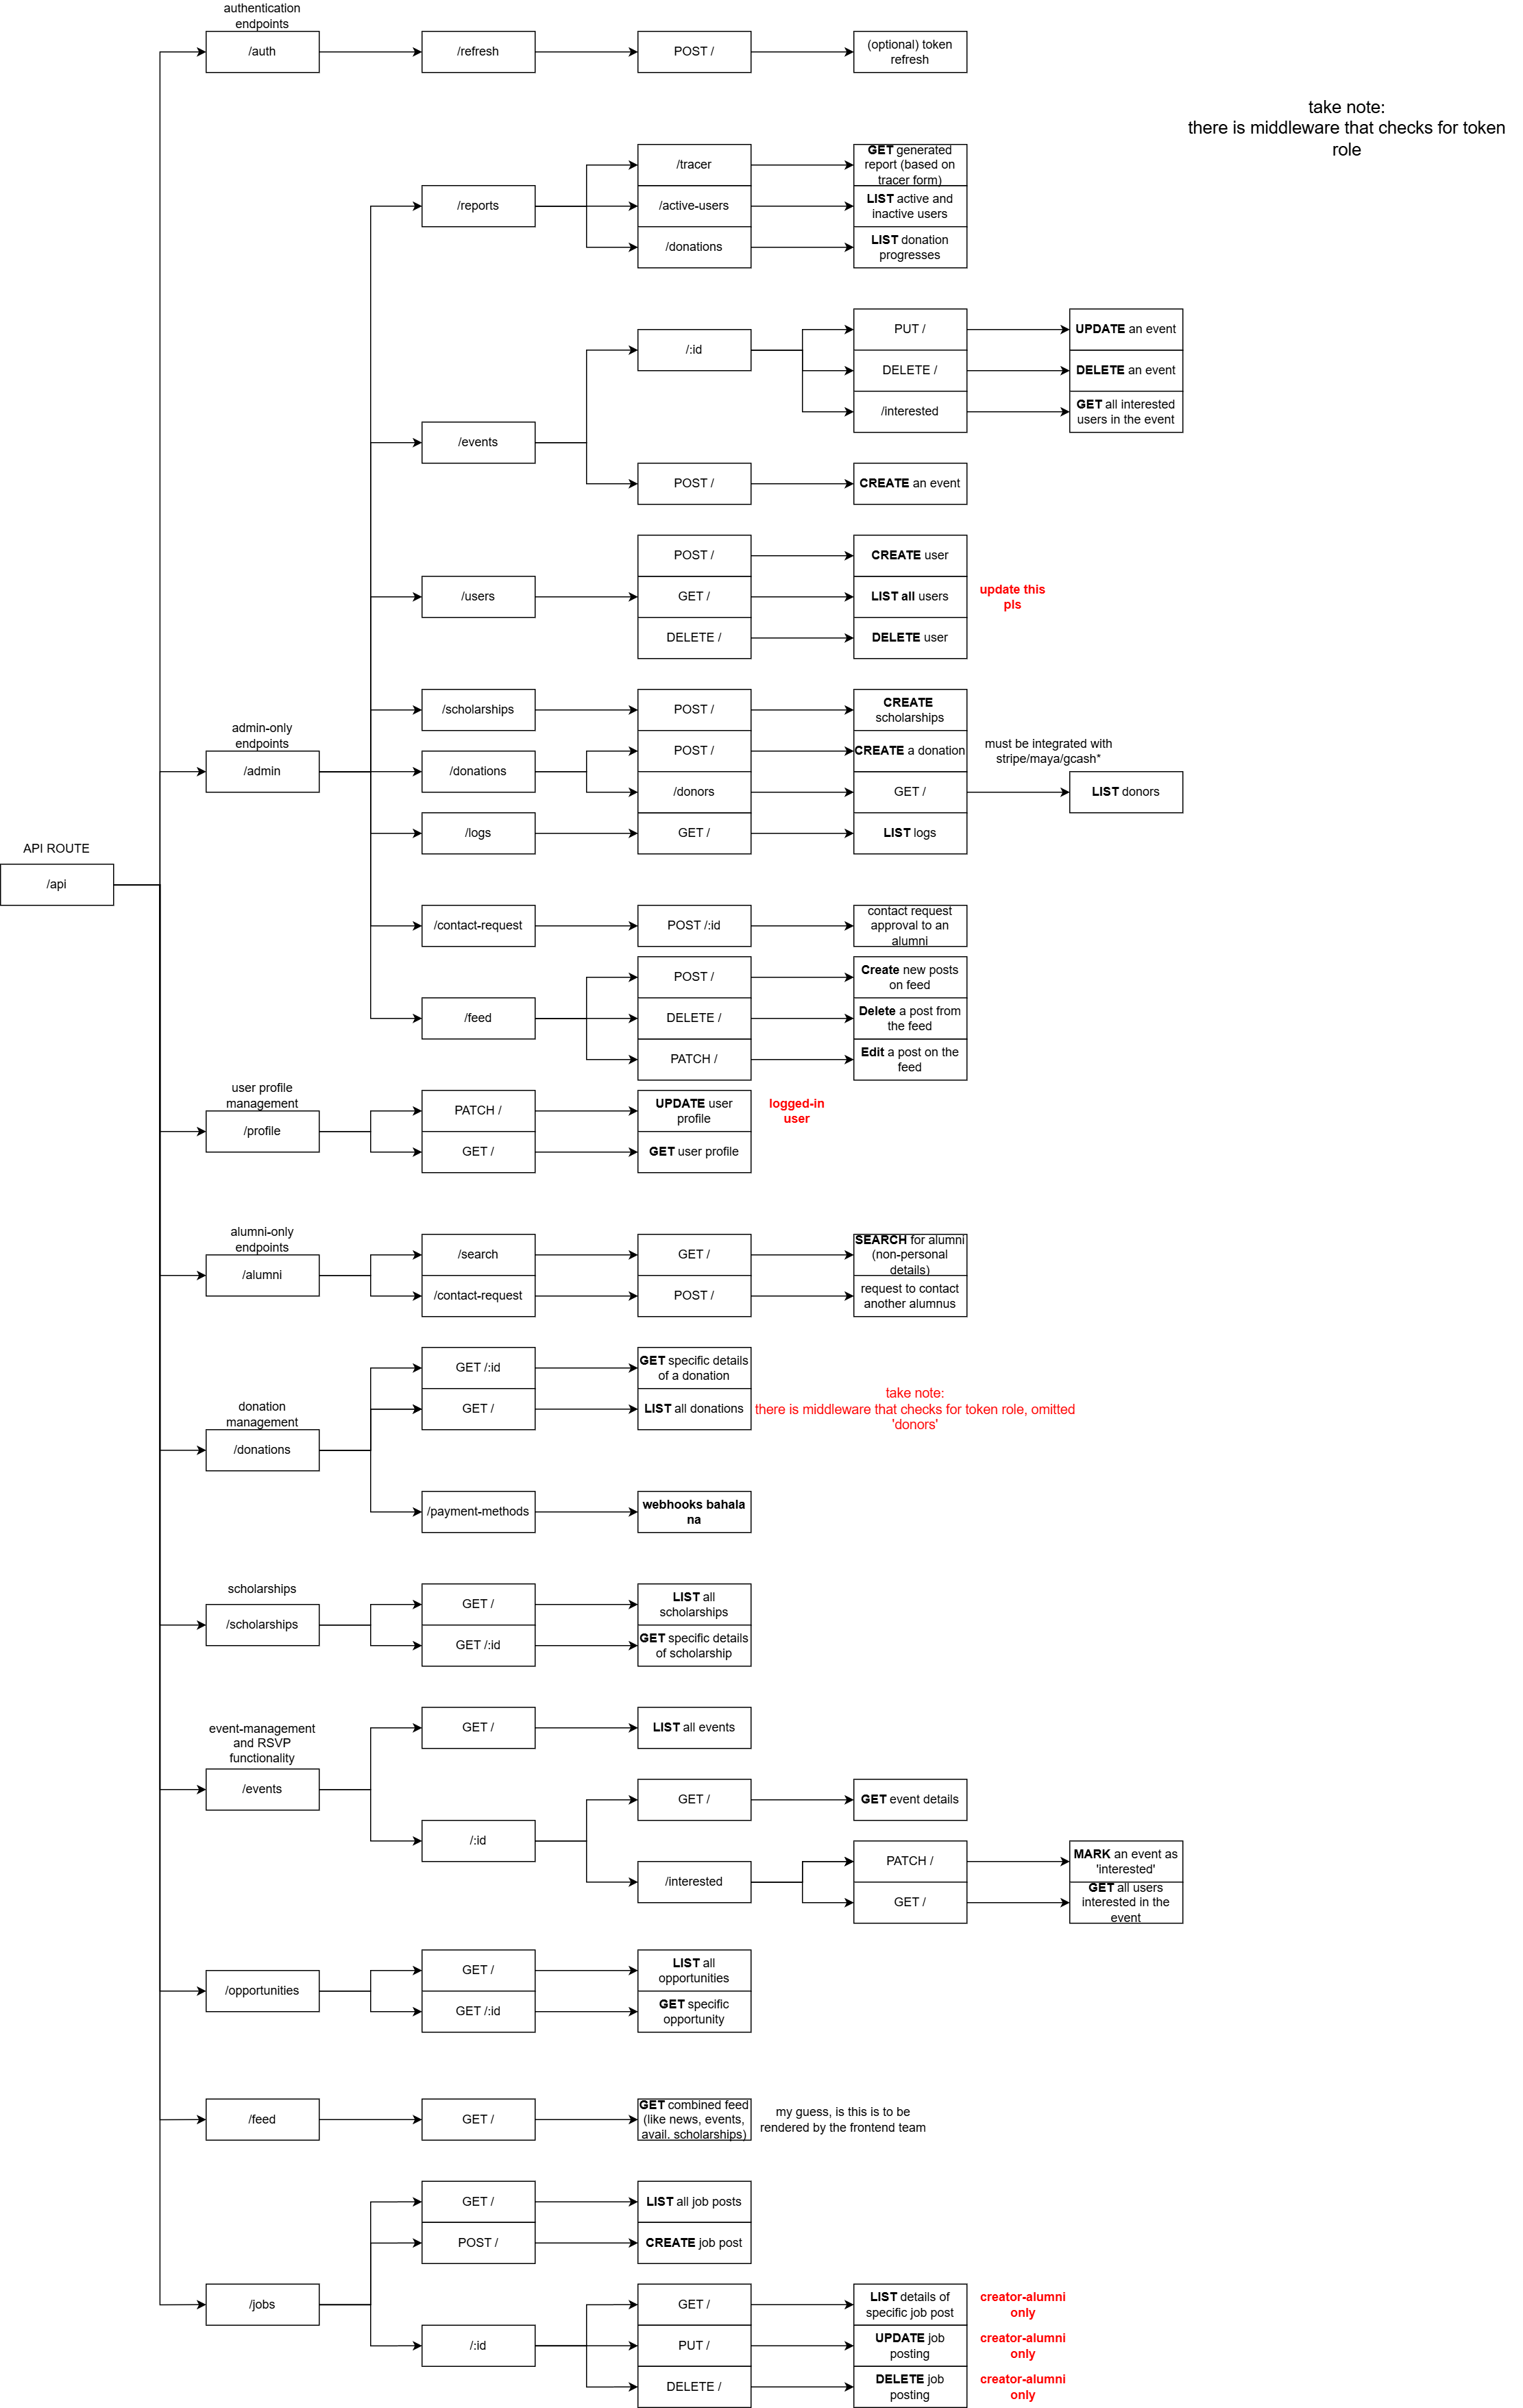 authentication
endpoints
/auth
/refresh
POST /
(optional) token
refresh
take note:
there is middleware that checks for token
role
/reports
/tracer
GET generated
report (based on
tracer form)
/active-users
LIST active and
inactive users
/donations
LIST donation
progresses
/events
/:id
PUT /
UPDATE an event
DELETE /
DELETE an event
/interested
GET all interested
users in the event
POST /
CREATE an event
/users
POST /
CREATE user
GET /
LIST all users
update this
pls
DELETE /
DELETE user
admin-only
endpoints
/admin
/scholarships
POST /
CREATE
scholarships
/donations
POST /
CREATE a donation
must be integrated with
stripe/maya/gcash*
/donors
GET /
LIST donors
/logs
GET /
LIST logs
API ROUTE
/api
/contact-request
POST /:id
contact request
approval to an
alumni
/feed
POST /
Create new posts
on feed
DELETE /
Delete a post from
the feed
PATCH /
Edit a post on the
feed
user profile
management
/profile
PATCH /
UPDATE user
profile
logged-in
user
GET /
GET user profile
alumni-only
endpoints
/alumni
/search
GET /
SEARCH for alumni
(non-personal
details)
/contact-request
POST /
request to contact
another alumnus
donation
management
/donations
GET /:id
GET specific details
of a donation
GET /
LIST all donations
take note:
there is middleware that checks for token role, omitted
'donors'
/payment-methods
webhooks bahala
na
scholarships
/scholarships
GET /
LIST all
scholarships
GET /:id
GET specific details
of scholarship
event-management
and RSVP
functionality
/events
GET /
LIST all events
/:id
GET /
GET event details
/interested
PATCH /
MARK an event as
'interested'
GET /
GET all users
interested in the
event
/opportunities
GET /
LIST all
opportunities
GET /:id
GET specific
opportunity
/feed
GET /
GET combined feed
(like news, events,
avail. scholarships)
my guess, is this is to be
rendered by the frontend team
/jobs
GET /
LIST all job posts
POST /
CREATE job post
/:id
GET /
LIST details of
specific job post
creator-alumni
only
PUT /
UPDATE job
posting
creator-alumni
only
DELETE /
DELETE job
posting
creator-alumni
only